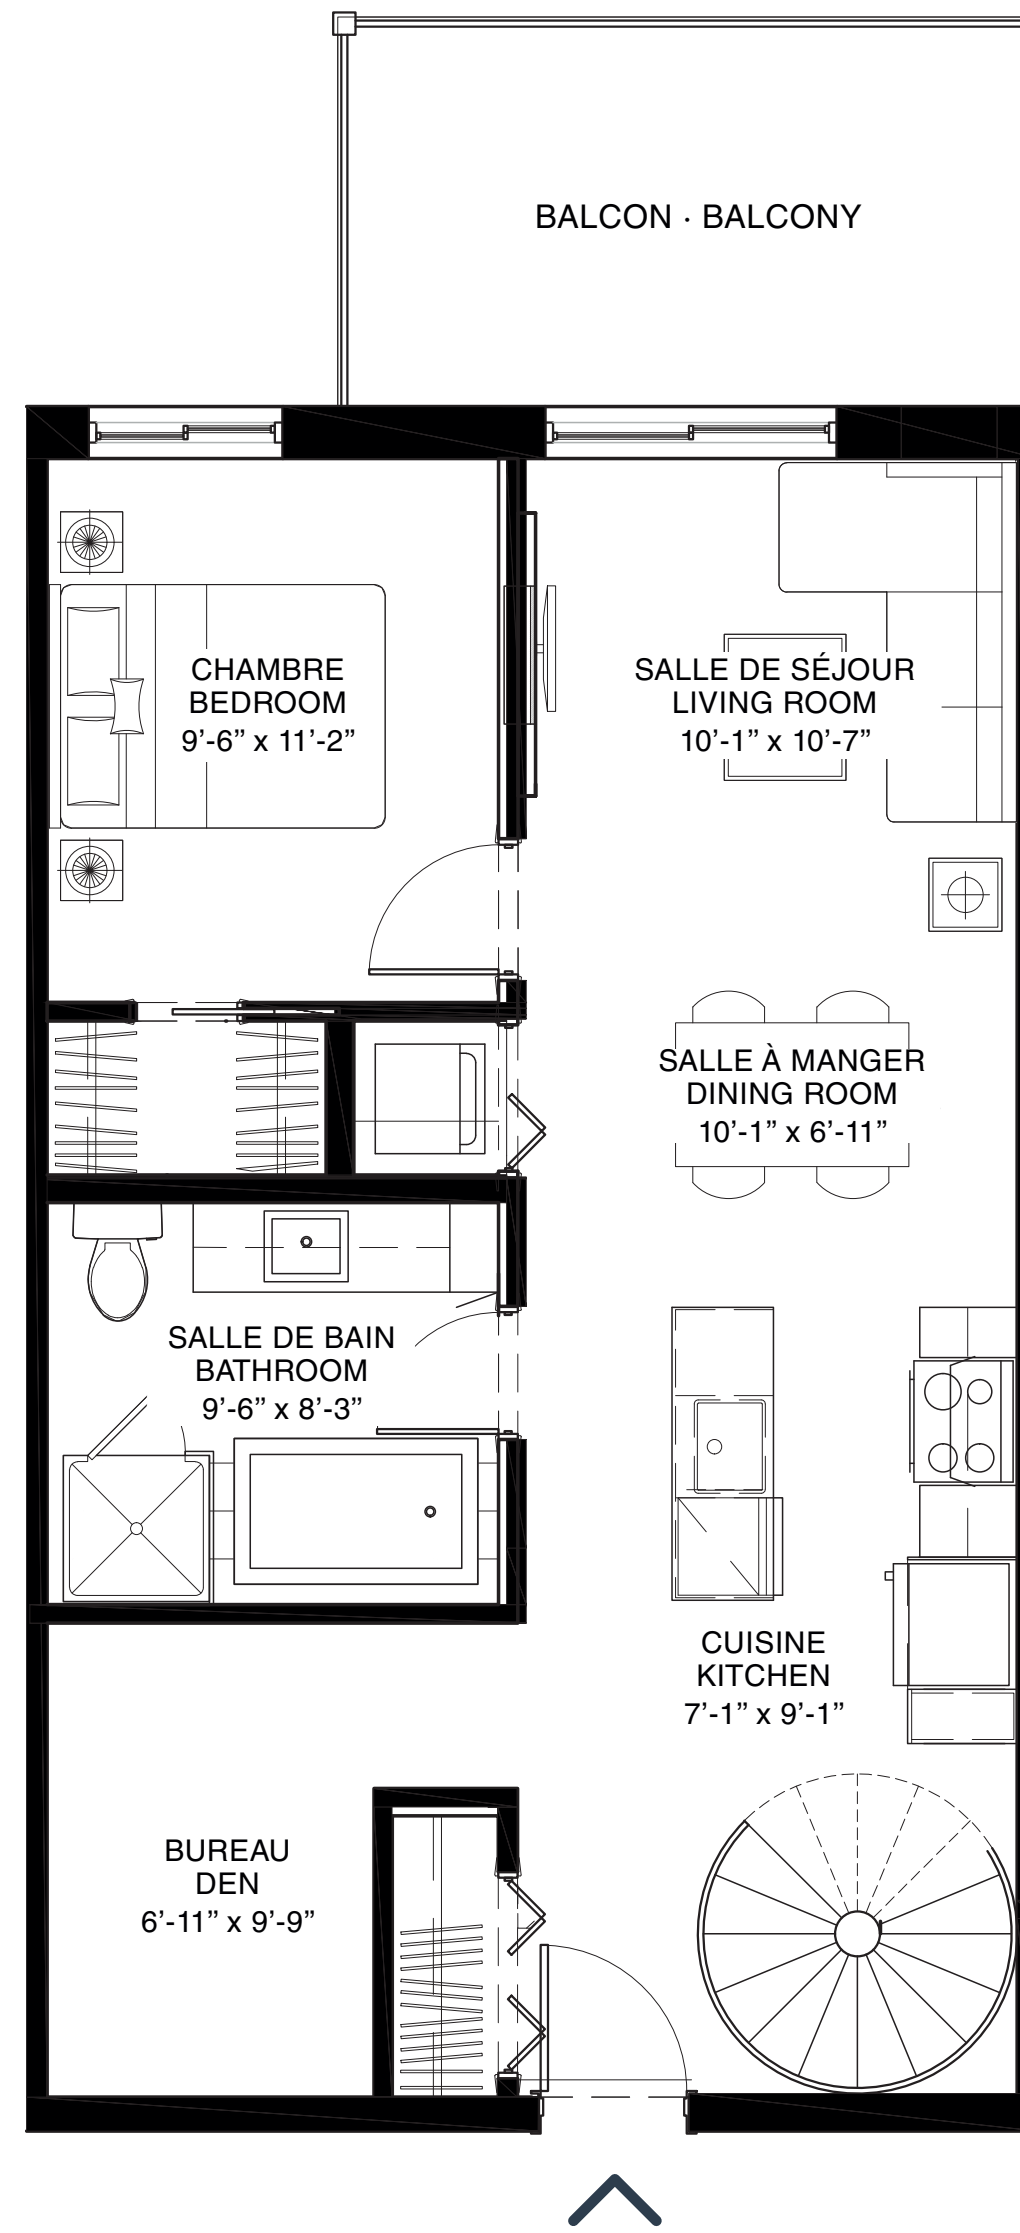 BALCON · BALCONY
CHAMBRE
BEDROOM
9’-6” x 11’-2”
SALLE DE SÉJOUR
LIVING ROOM
10’-1” x 10’-7”
SALLE À MANGER
DINING ROOM
10’-1” x 6’-11”
SALLE DE BAIN
BATHROOM
9’-6” x 8’-3”
CUISINE
KITCHEN
7’-1” x 9’-1”
BUREAU
DEN
6’-11” x 9’-9”